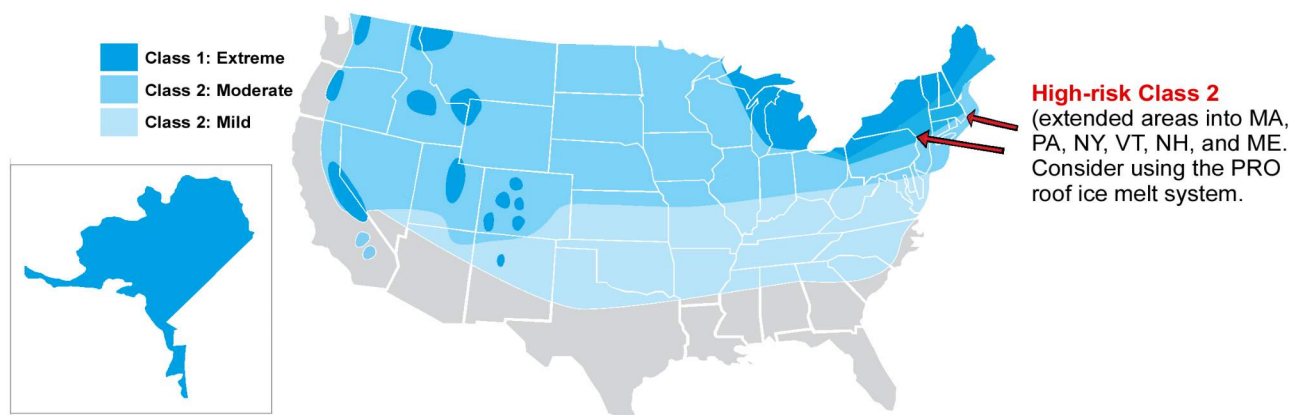 Class 1: Extreme
Class 2: Moderate
Class 2: Mild
High-risk Class 2
(extended areas into MA,
PA, NY, VT, NH, and ME.
Consider using the PRO
roof ice melt system.